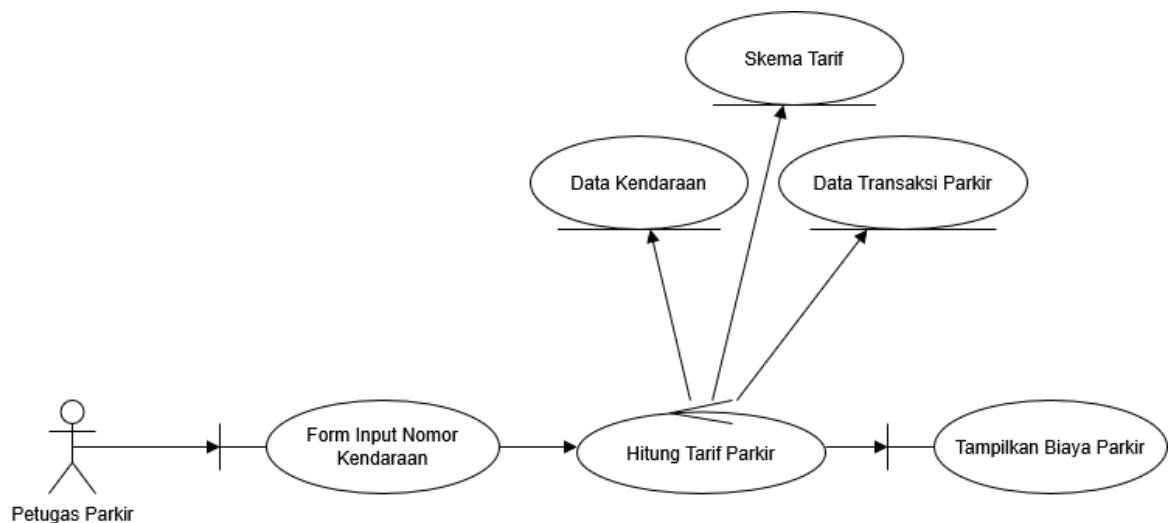 Skema Tarif
Data Kendaraan
Data Transaksi Parkir
Form Input Nomor
Kendaraan
Hitung Tarif Parkir
Tampilkan Biaya Parkir
Petugas Parkir